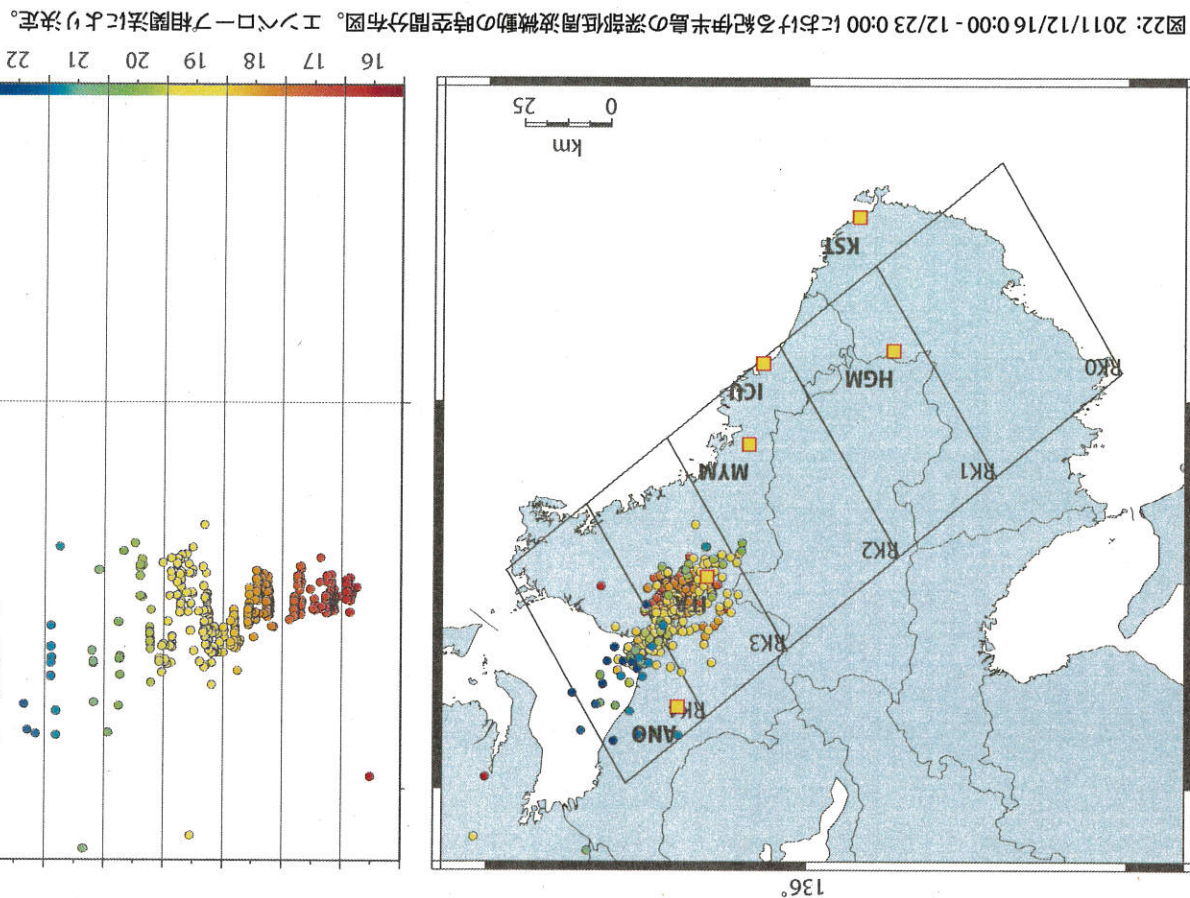 136°
ANO
RK4
RK3
ITA
RK2
MYM
RK1
IGU
HGM
RK0
KST
km
0 25
16 17 18 19 20 21 22
図22: 2011/12/16 0:00 - 12/23 0:00 における紀伊半島の深部低周波微動の時空間分布図。 エンベロープ相関法により決定。